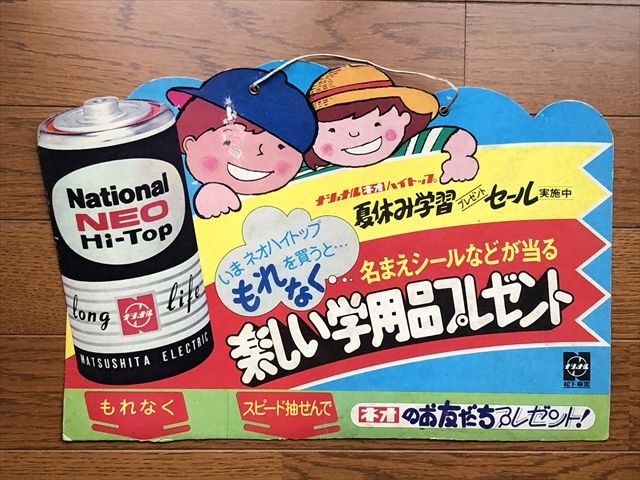 National
NEO
Hi-Top
long
ナショナル
life
MATSUSHITA ELECTRIC
ナショナル ネオ ハイトップ
夏休み学習プレゼントセール実施中
いまネオハイトップ
を買うと…
もれなく…
名まえシールなどが当る
楽しい学用品プレゼント
ナショナル
松下電器
もれなく
スピード抽せんで
ネオのお友だちプレゼント!